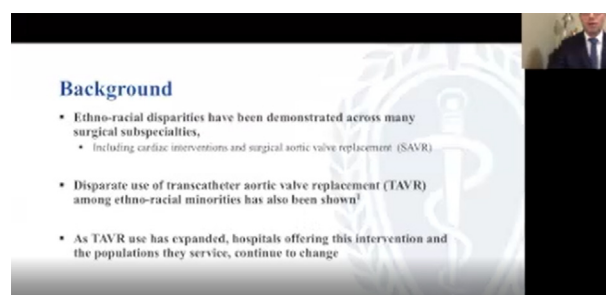 Background
▪ Ethno-racial disparities have been demonstrated across many
surgical subspecialties,
▪ Including cardiac interventions and surgical aortic valve replacement (SAVR)
▪ Disparate use of transcatheter aortic valve replacement (TAVR)
among ethno-racial minorities has also been shown¹
▪ As TAVR use has expanded, hospitals offering this intervention and
the populations they service, continue to change